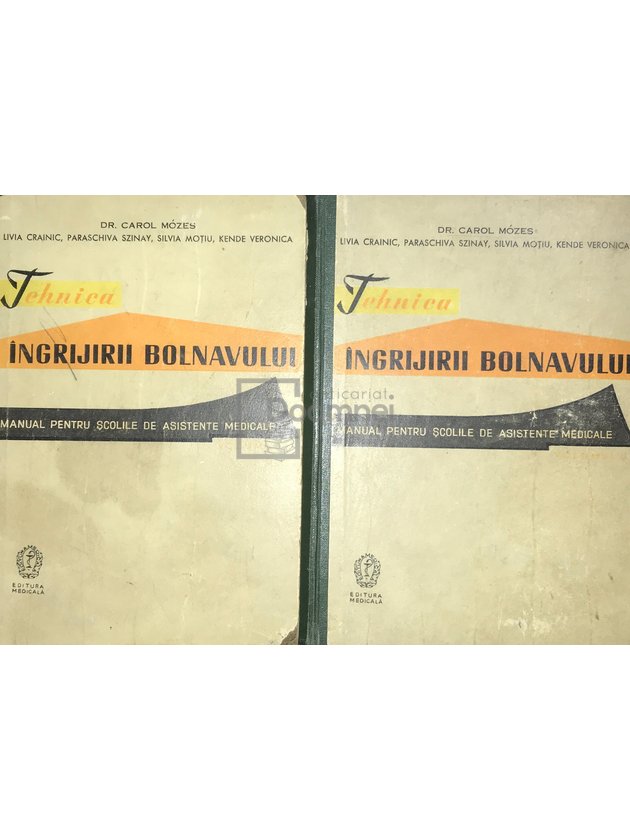 DR. CAROL MÓZES
LIVIA CRAINIC, PARASCHIVA SZINAY, SILVIA MOȚIU, KENDE VERONICA
Tehnica
ÎNGRIJIRII BOLNAVULUI
MANUAL PENTRU ȘCOLILE DE ASISTENTE MEDICALE
EDITURA
MEDICALĂ
DR. CAROL MÓZES
LIVIA CRAINIC, PARASCHIVA SZINAY, SILVIA MOȚIU, KENDE VERONICA
Tehnica
ÎNGRIJIRII BOLNAVULUI
MANUAL PENTRU ȘCOLILE DE ASISTENTE MEDICALE
EDITURA
MEDICALĂ